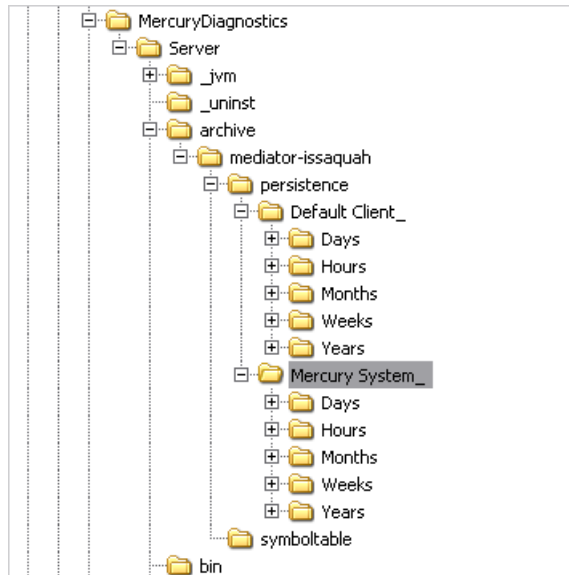 MercuryDiagnostics
Server
_jvm
_uninst
archive
mediator-issaquah
persistence
Default Client_
Days
Hours
Months
Weeks
Years
Mercury System_
Days
Hours
Months
Weeks
Years
symboltable
bin